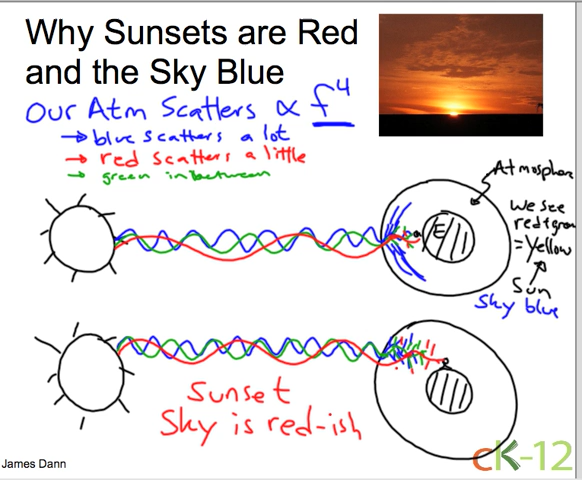 Why Sunsets are Red
and the Sky Blue
Our Atm Scatters ∝ f⁴
→ blue scatters a lot
→ red scatters a little
→ green inbetween
Atmosphere
We see
red+green
= Yellow
Sun
Sky blue
E
Sunset
Sky is red-ish
James Dann
cK-12